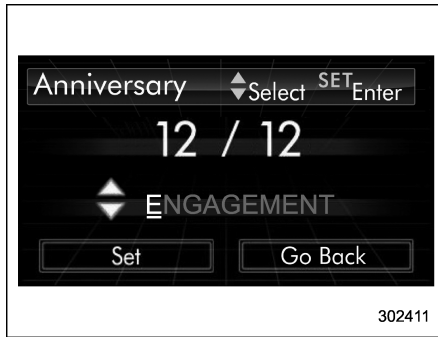 Anniversary Select SET Enter
12 / 12
ENGAGEMENT
Set Go Back
302411